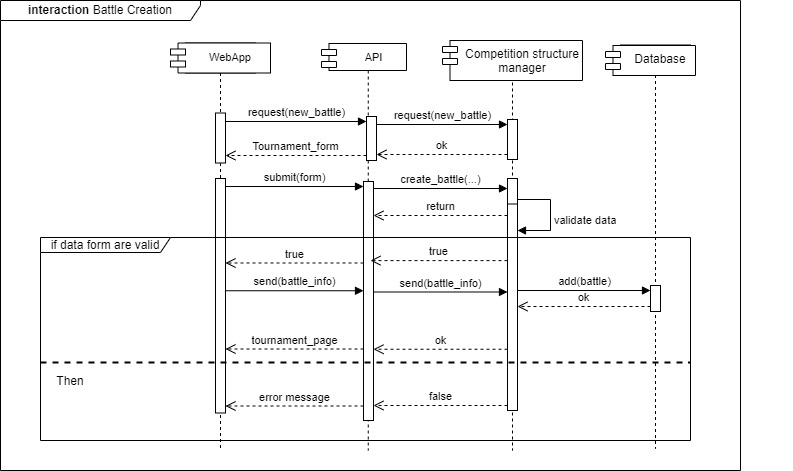 interaction Battle Creation
WebApp
API
Competition structure
manager
Database
request(new_battle)
request(new_battle)
Tournament_form
ok
submit(form)
create_battle(...)
return
validate data
if data form are valid
true
true
send(battle_info)
send(battle_info)
add(battle)
ok
tournament_page
ok
Then
error message
false